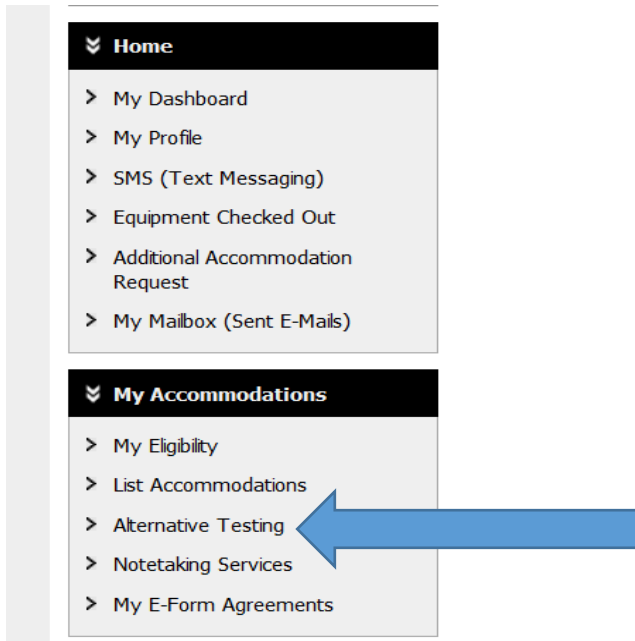 Home
My Dashboard
My Profile
SMS (Text Messaging)
Equipment Checked Out
Additional Accommodation
Request
My Mailbox (Sent E-Mails)
My Accommodations
My Eligibility
List Accommodations
Alternative Testing
Notetaking Services
My E-Form Agreements